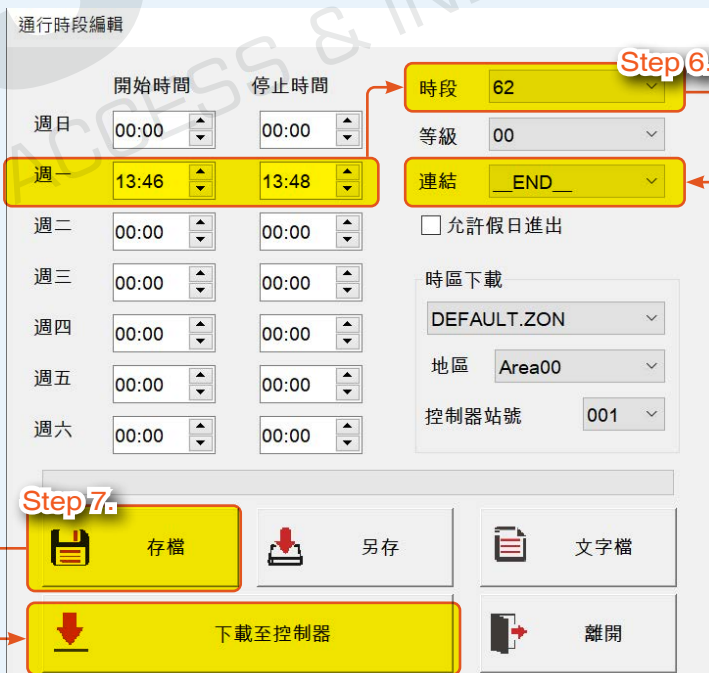 通行時段編輯
Step 6.
開始時間 停止時間 時段 62
週日 00:00 00:00 等級 00
週一 13:46 13:48 連結 __END__
週二 00:00 00:00 允許假日進出
週三 00:00 00:00 時區下載
週四 00:00 00:00 DEFAULT.ZON
地區 Area00
週五 00:00 00:00
控制器站號 001
週六 00:00 00:00
Step 7.
存檔 另存 文字檔
下載至控制器 離開
ACCESS & IN